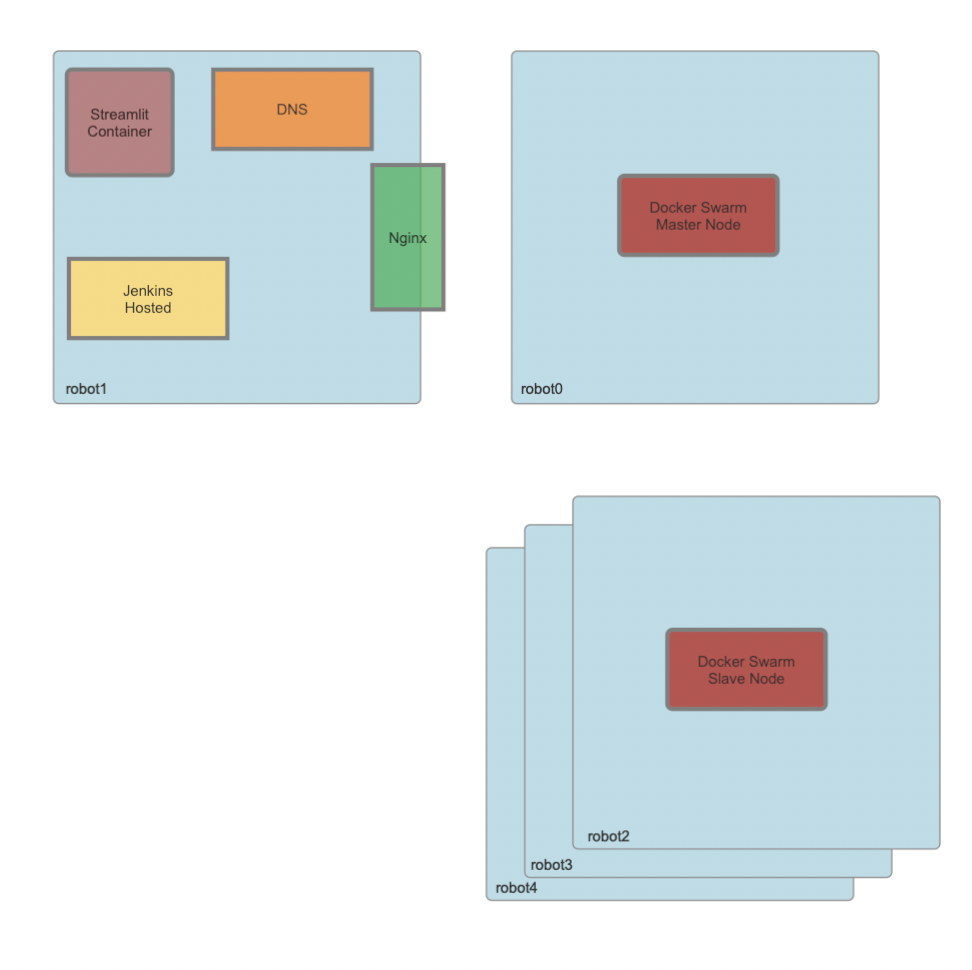 Streamlit
Container
DNS
Nginx
Jenkins
Hosted
robot1
Docker Swarm
Master Node
robot0
Docker Swarm
Slave Node
robot2
robot3
robot4